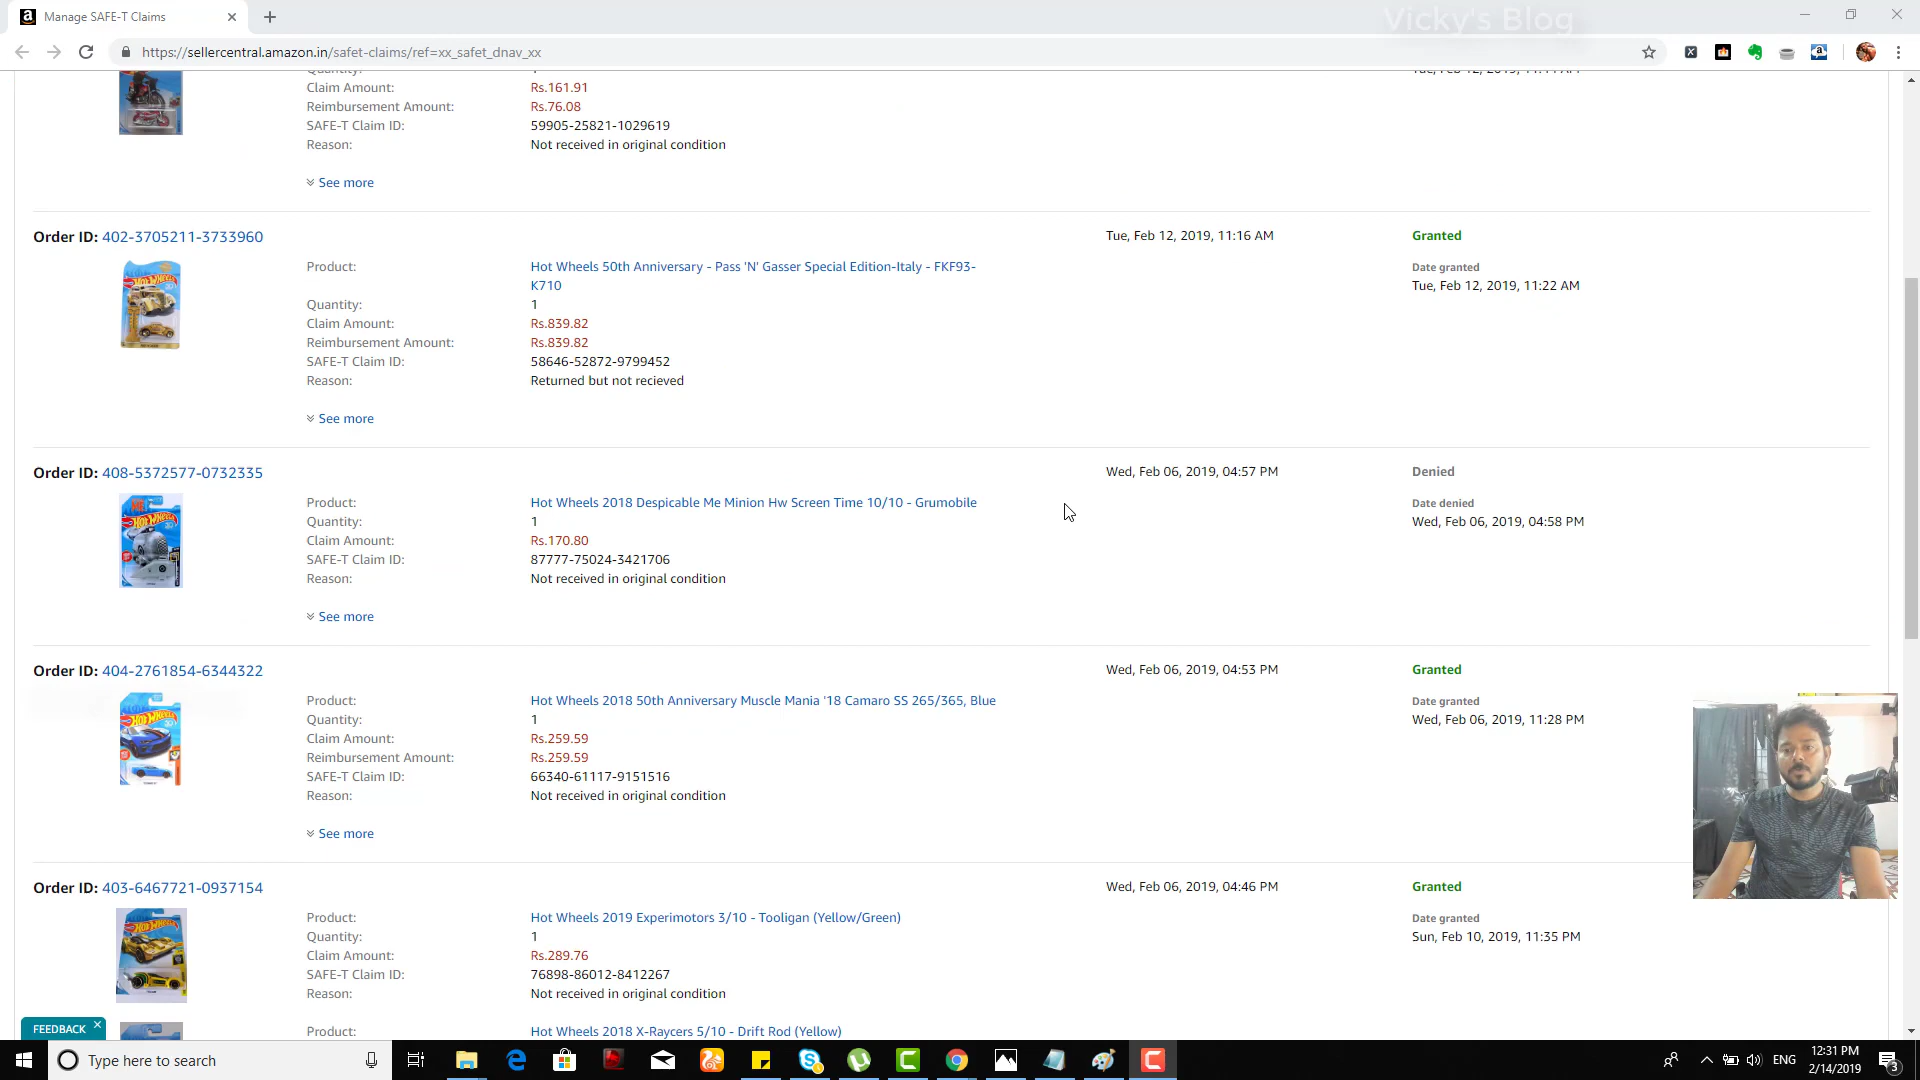 Manage SAFE-T Claims
Vicky's Blog
https://sellercentral.amazon.in/safet-claims/ref=xx_safet_dnav_xx
Claim Amount: Rs.161.91
Reimbursement Amount: Rs.76.08
SAFE-T Claim ID: 59905-25821-1029619
Reason: Not received in original condition
See more
Order ID: 402-3705211-3733960 Tue, Feb 12, 2019, 11:16 AM Granted
Product: Hot Wheels 50th Anniversary - Pass 'N' Gasser Special Edition-Italy - FKF93- Date granted
K710 Tue, Feb 12, 2019, 11:22 AM
Quantity: 1
Claim Amount: Rs.839.82
Reimbursement Amount: Rs.839.82
SAFE-T Claim ID: 58646-52872-9799452
Reason: Returned but not recieved
See more
Order ID: 408-5372577-0732335 Wed, Feb 06, 2019, 04:57 PM Denied
Product: Hot Wheels 2018 Despicable Me Minion Hw Screen Time 10/10 - Grumobile Date denied
Quantity: 1 Wed, Feb 06, 2019, 04:58 PM
Claim Amount: Rs.170.80
SAFE-T Claim ID: 87777-75024-3421706
Reason: Not received in original condition
See more
Order ID: 404-2761854-6344322 Wed, Feb 06, 2019, 04:53 PM Granted
Product: Hot Wheels 2018 50th Anniversary Muscle Mania '18 Camaro SS 265/365, Blue Date granted
Quantity: 1 Wed, Feb 06, 2019, 11:28 PM
Claim Amount: Rs.259.59
Reimbursement Amount: Rs.259.59
SAFE-T Claim ID: 66340-61117-9151516
Reason: Not received in original condition
See more
Order ID: 403-6467721-0937154 Wed, Feb 06, 2019, 04:46 PM Granted
Product: Hot Wheels 2019 Experimotors 3/10 - Tooligan (Yellow/Green) Date granted
Quantity: 1 Sun, Feb 10, 2019, 11:35 PM
Claim Amount: Rs.289.76
SAFE-T Claim ID: 76898-86012-8412267
Reason: Not received in original condition
Product: Hot Wheels 2018 X-Raycers 5/10 - Drift Rod (Yellow)
FEEDBACK
Type here to search
ENG
12:31 PM
2/14/2019
3